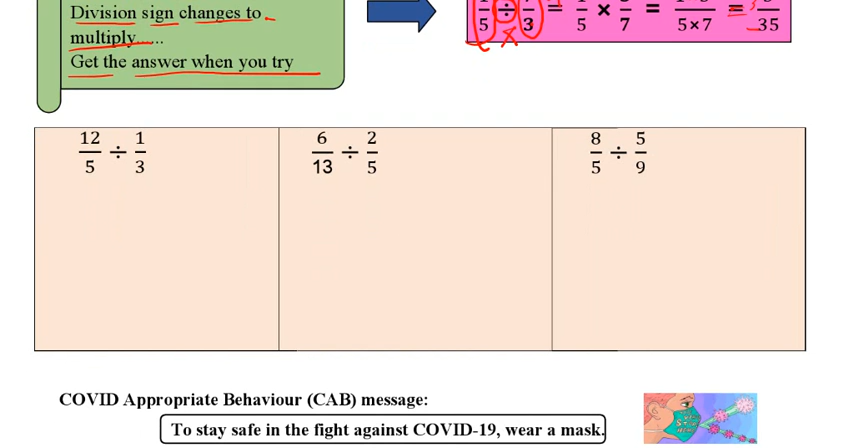 Division sign changes to
multiply.....
Get the answer when you try
5 ÷ 3 = 5 × 7 = 5×7 = 35
12/5 ÷ 1/3
6/13 ÷ 2/5
8/5 ÷ 5/9
COVID Appropriate Behaviour (CAB) message:
To stay safe in the fight against COVID-19, wear a mask.